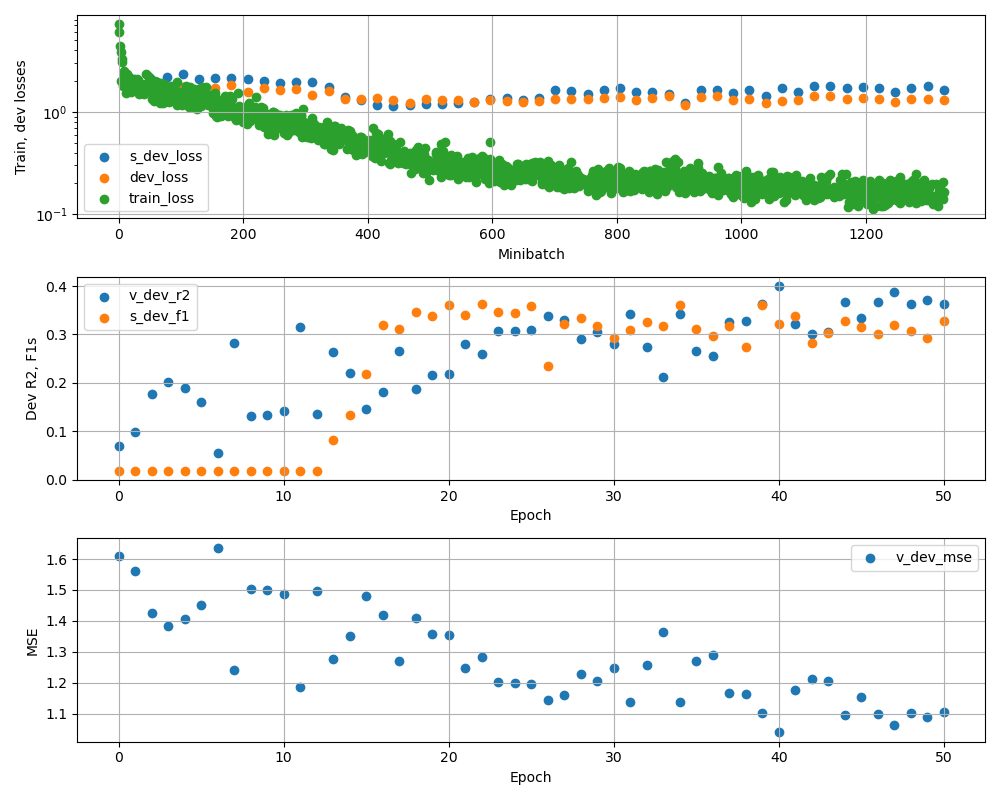 Train, dev losses
10⁰
10⁻¹
s_dev_loss
dev_loss
train_loss
0 200 400 600 800 1000 1200
Minibatch
Dev R2, F1s
0.4
0.3
0.2
0.1
0.0
v_dev_r2
s_dev_f1
0 10 20 30 40 50
Epoch
MSE
1.6
1.5
1.4
1.3
1.2
1.1
v_dev_mse
0 10 20 30 40 50
Epoch